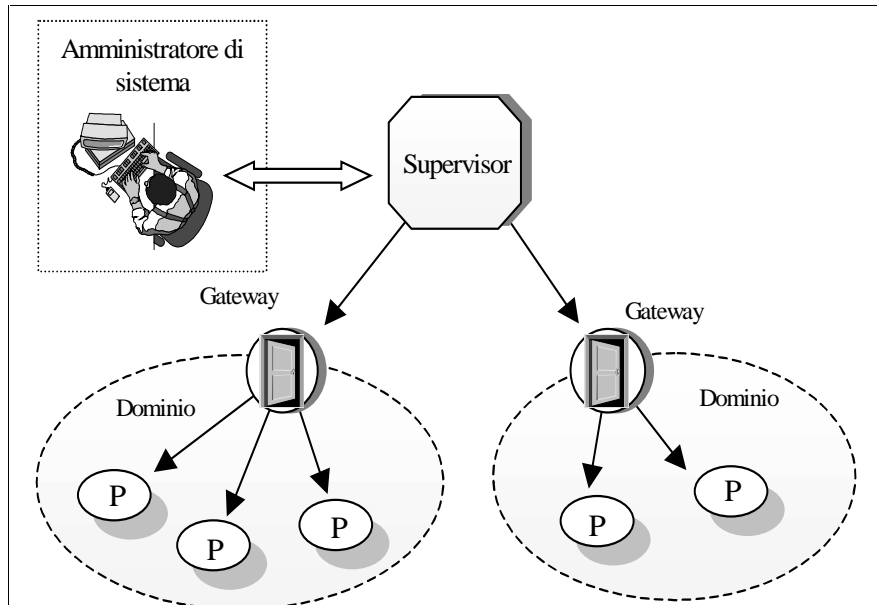 Amministratore di
sistema
Supervisor
Gateway
Gateway
Dominio
Dominio
P
P
P
P
P